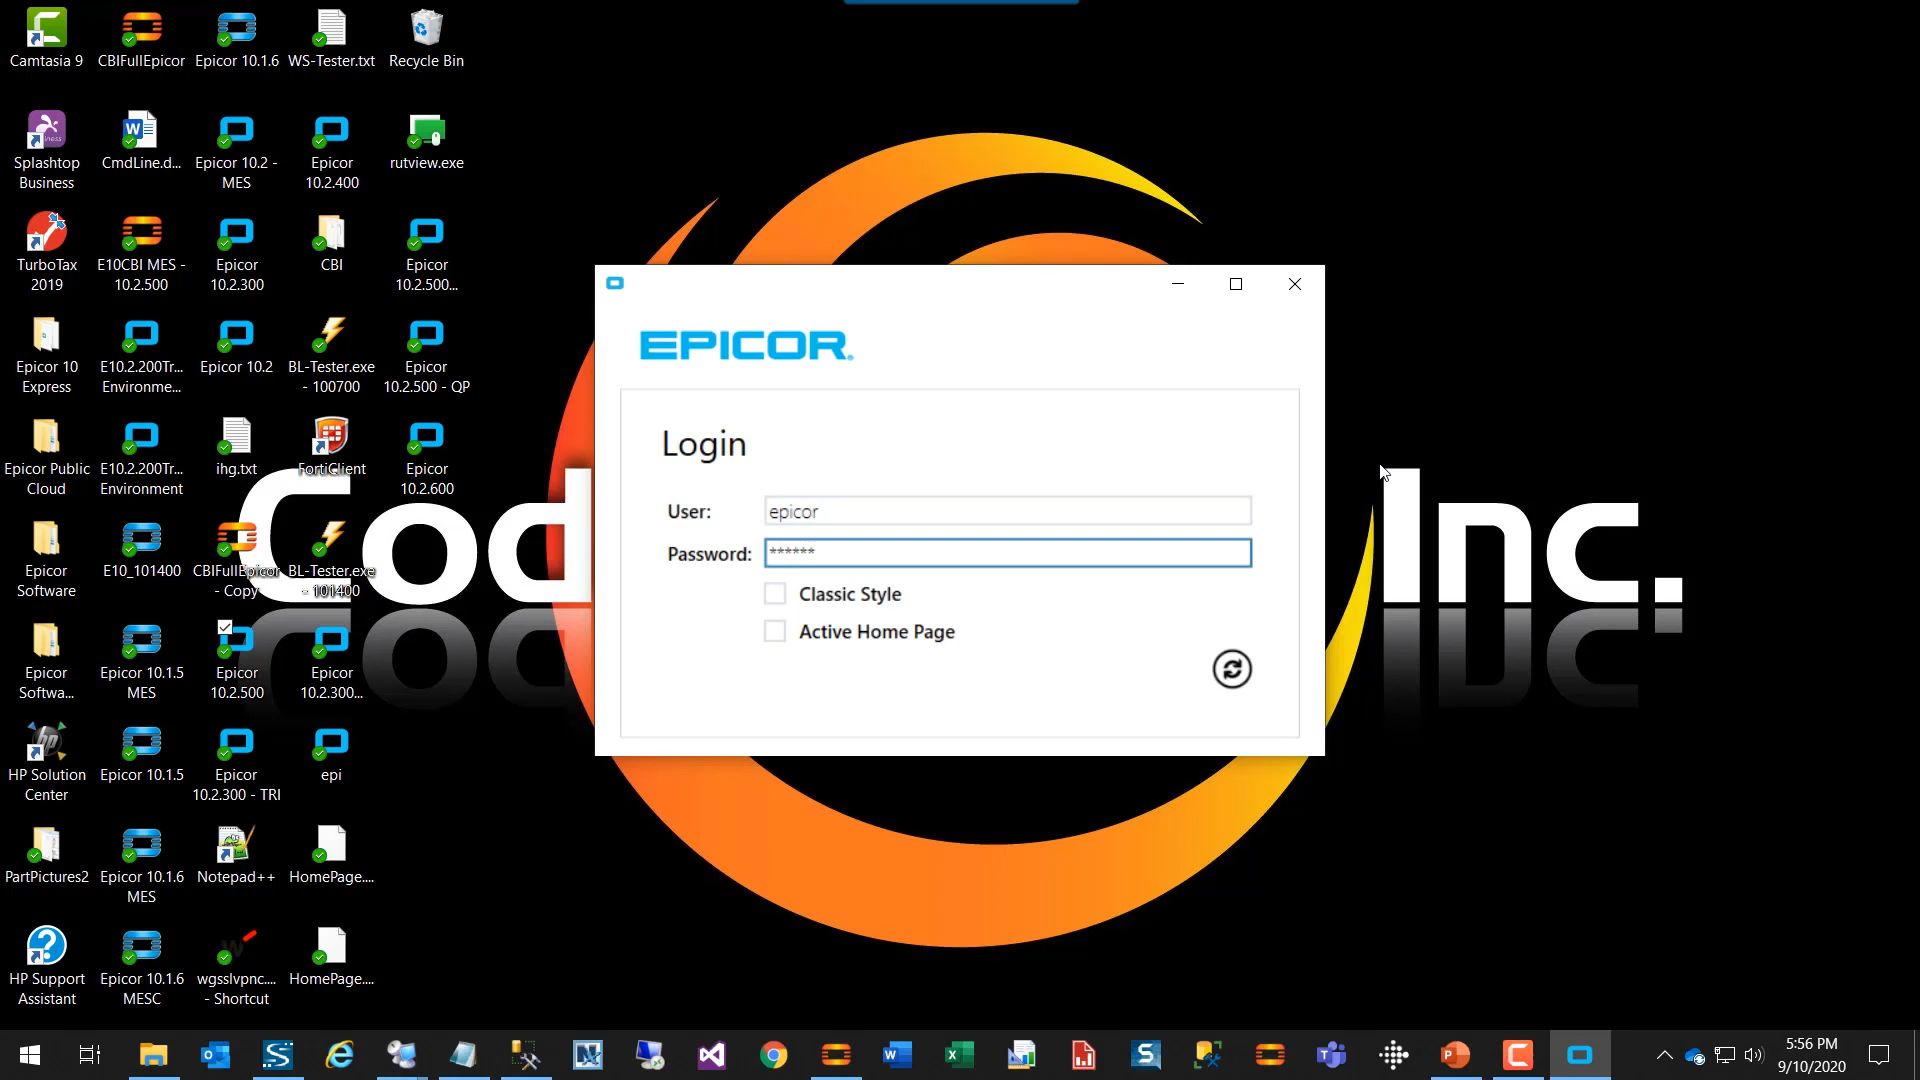 Camtasia 9
CBIFullEpicor
Epicor 10.1.6
WS-Tester.txt
Recycle Bin
Splashtop
Business
CmdLine.d...
Epicor 10.2 -
MES
Epicor
10.2.400
rutview.exe
TurboTax
2019
E10CBI MES -
10.2.500
Epicor
10.2.300
CBI
Epicor
10.2.500...
Epicor 10
Express
E10.2.200Tr...
Environme...
Epicor 10.2
BL-Tester.exe
- 100700
Epicor
10.2.500 - QP
Epicor Public
Cloud
E10.2.200Tr...
Environment
ihg.txt
FortiClient
Epicor
10.2.600
Epicor
Software
E10_101400
CBIFullEpicor
- Copy
BL-Tester.exe
- 101400
Epicor
Softwa...
Epicor 10.1.5
MES
Epicor
10.2.500
Epicor
10.2.300...
HP Solution
Center
Epicor 10.1.5
Epicor
10.2.300 - TRI
epi
PartPictures2
Epicor 10.1.6
MES
Notepad++
HomePage....
HP Support
Assistant
Epicor 10.1.6
MESC
wgsslvpnc....
- Shortcut
HomePage....
EPICOR
Login
User: epicor
Password: ******
Classic Style
Active Home Page
Inc.
5:56 PM
9/10/2020